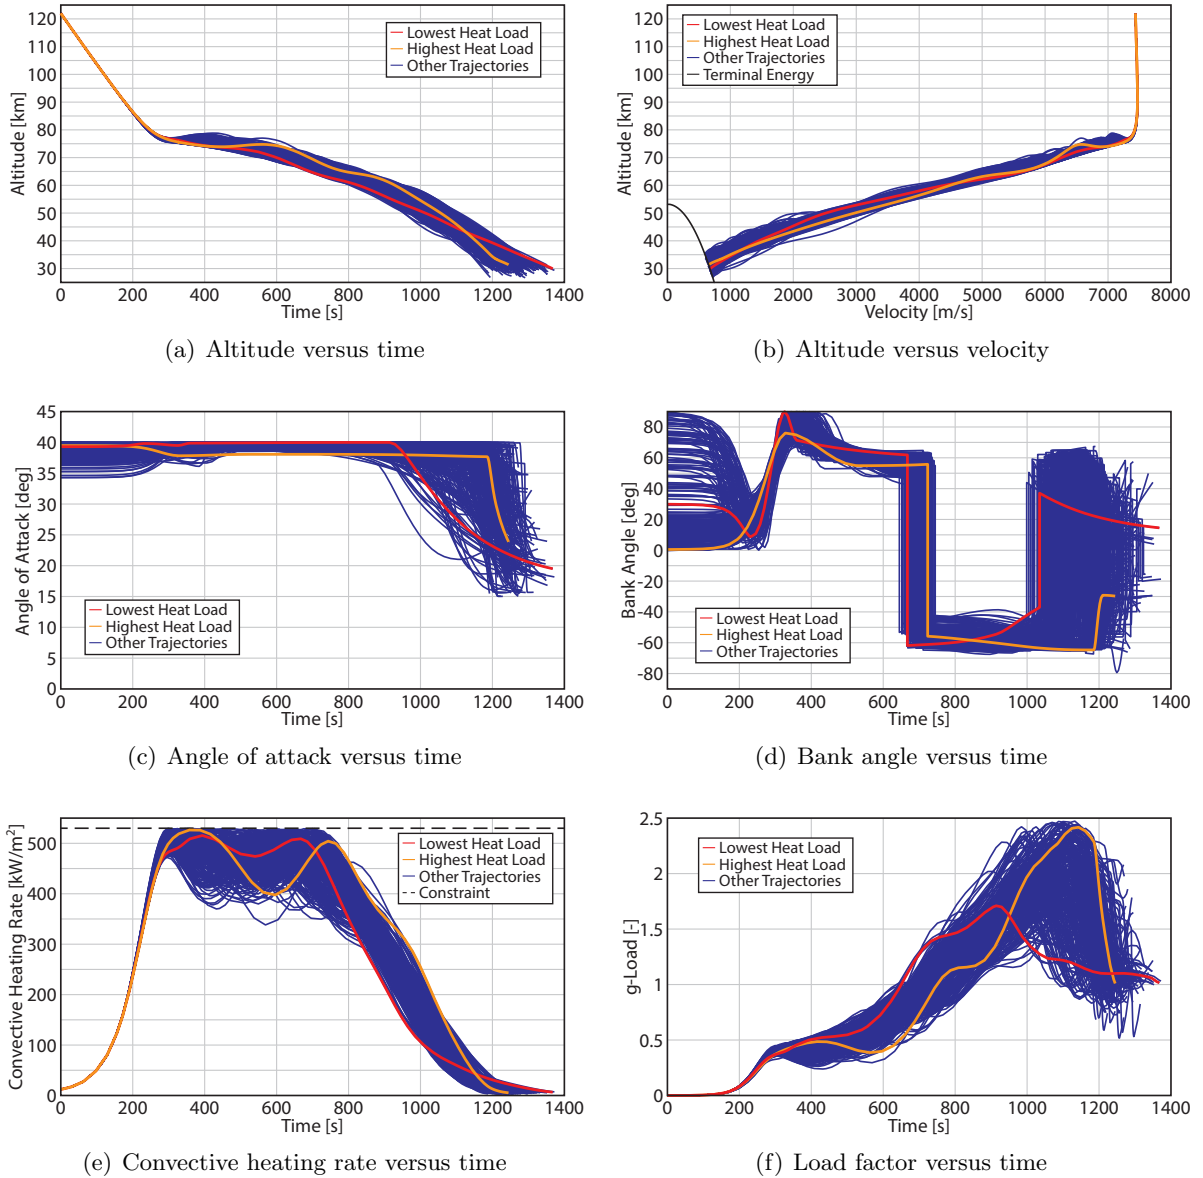 Altitude [km]
120
110
100
90
80
70
60
50
40
30
0
200
400
600
800
1000
1200
1400
Time [s]
Lowest Heat Load
Highest Heat Load
Other Trajectories
(a) Altitude versus time
Altitude [km]
120
110
100
90
80
70
60
50
40
30
0
1000
2000
3000
4000
5000
6000
7000
8000
Velocity [m/s]
Lowest Heat Load
Highest Heat Load
Other Trajectories
Terminal Energy
(b) Altitude versus velocity
Angle of Attack [deg]
45
40
35
30
25
20
15
10
5
0
0
200
400
600
800
1000
1200
1400
Time [s]
Lowest Heat Load
Highest Heat Load
Other Trajectories
(c) Angle of attack versus time
Bank Angle [deg]
80
60
40
20
0
-20
-40
-60
-80
0
200
400
600
800
1000
1200
1400
Time [s]
Lowest Heat Load
Highest Heat Load
Other Trajectories
(d) Bank angle versus time
Convective Heating Rate [kW/m²]
500
400
300
200
100
0
0
200
400
600
800
1000
1200
1400
Time [s]
Lowest Heat Load
Highest Heat Load
Other Trajectories
Constraint
(e) Convective heating rate versus time
g-Load [-]
2.5
2
1.5
1
0.5
0
0
200
400
600
800
1000
1200
1400
Time [s]
Lowest Heat Load
Highest Heat Load
Other Trajectories
(f) Load factor versus time